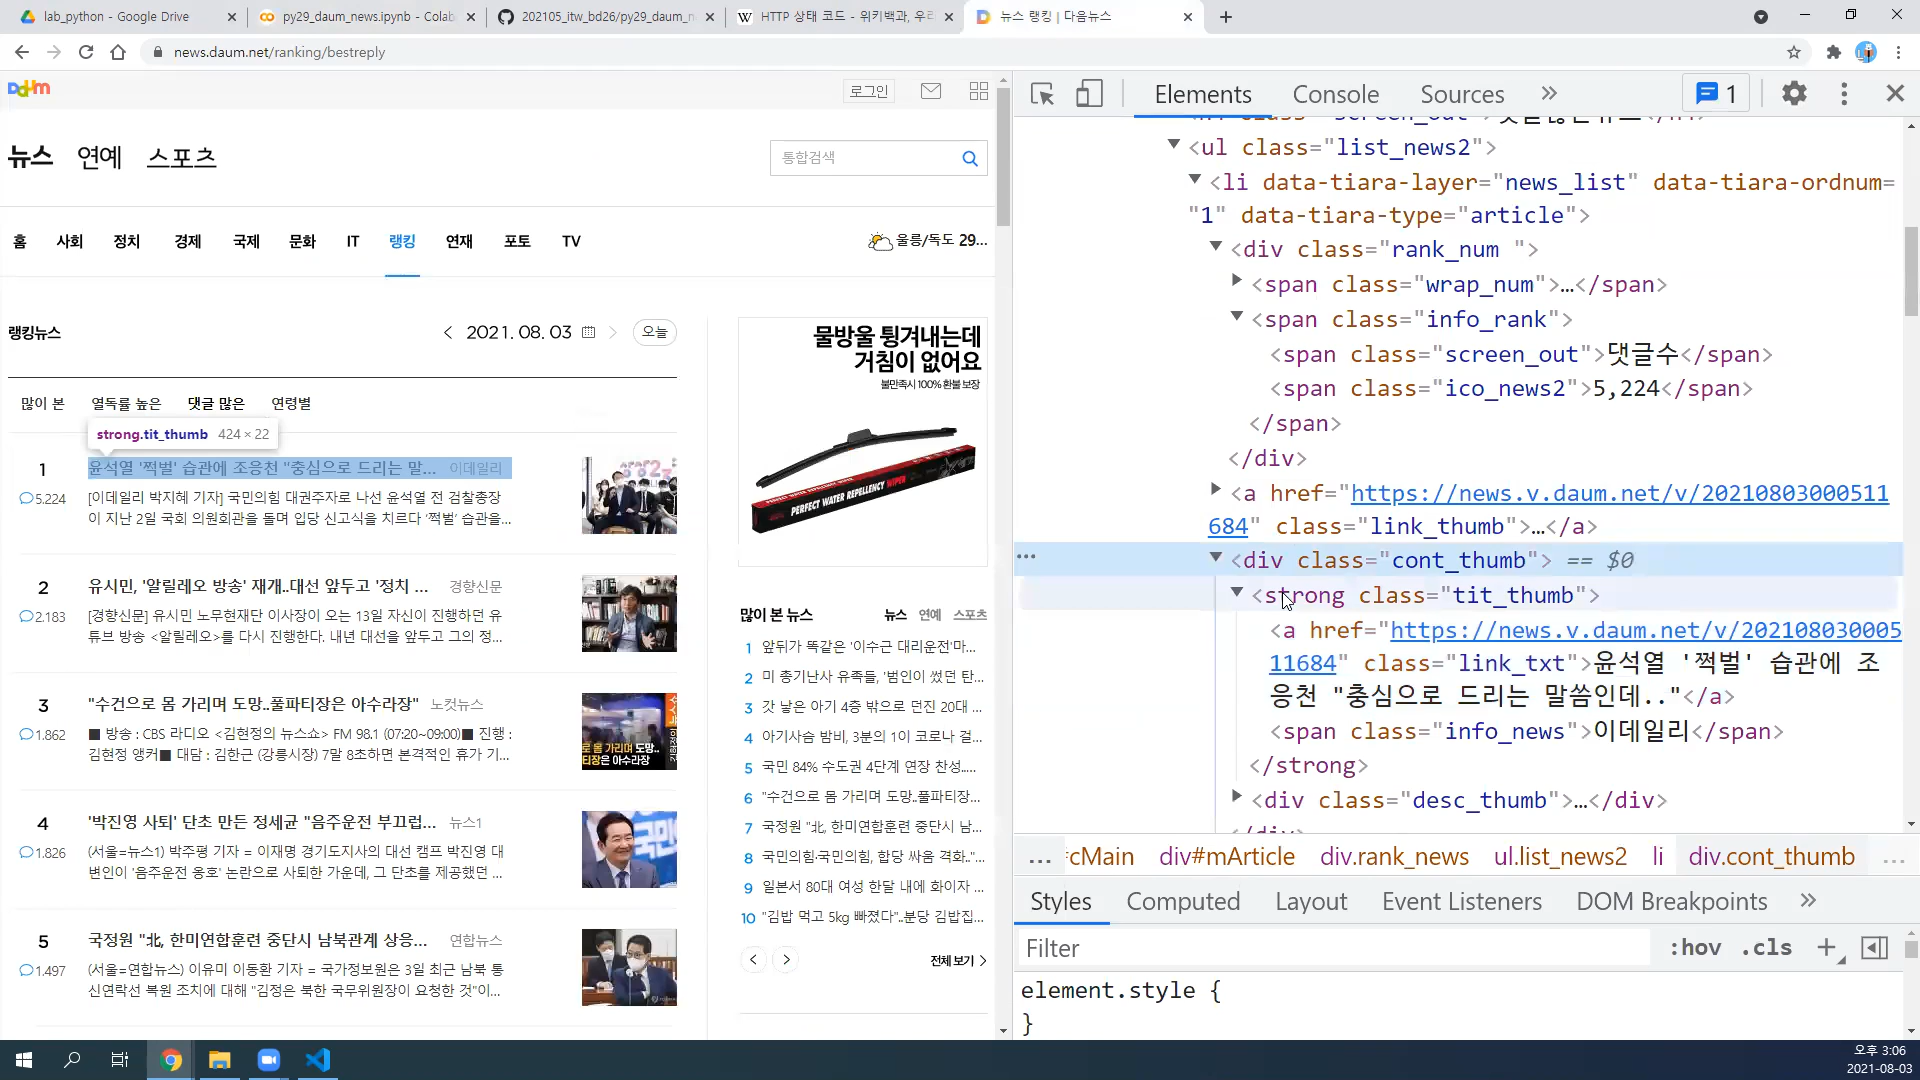 lab_python - Google Drive
py29_daum_news.ipynb - Colab
202105_itw_bd26/py29_daum_n
HTTP 상태 코드 - 위키백과, 우리
뉴스 랭킹 | 다음뉴스
news.daum.net/ranking/bestreply
Daum
로그인
뉴스 연예 스포츠
통합검색
홈 사회 정치 경제 국제 문화 IT 랭킹 연재 포토 TV
울릉/독도 29...
랭킹뉴스
2021. 08. 03
오늘
많이 본 열독률 높은 댓글 많은 연령별
strong.tit_thumb 424 × 22
1
윤석열 '쩍벌' 습관에 조응천 "충심으로 드리는 말... 이데일리
5,224
[이데일리 박지혜 기자] 국민의힘 대권주자로 나선 윤석열 전 검찰총장
이 지난 2일 국회 의원회관을 돌며 입당 신고식을 치르다 '쩍벌' 습관을...
2
유시민, '알릴레오 방송' 재개..대선 앞두고 '정치 ... 경향신문
2,183
[경향신문] 유시민 노무현재단 이사장이 오는 13일 자신이 진행하던 유
튜브 방송 <알릴레오>를 다시 진행한다. 내년 대선을 앞두고 그의 정...
3
"수건으로 몸 가리며 도망..풀파티장은 아수라장" 노컷뉴스
1,862
■ 방송 : CBS 라디오 <김현정의 뉴스쇼> FM 98.1 (07:20~09:00)■ 진행 :
김현정 앵커■ 대담 : 김한근 (강릉시장) 7말 8초하면 본격적인 휴가 기...
4
'박진영 사퇴' 단초 만든 정세균 "음주운전 부끄럽... 뉴스1
1,826
(서울=뉴스1) 박주평 기자 = 이재명 경기도지사의 대선 캠프 박진영 대
변인이 '음주운전 옹호' 논란으로 사퇴한 가운데, 그 단초를 제공했던 ...
5
국정원 "北, 한미연합훈련 중단시 남북관계 상응... 연합뉴스
1,497
(서울=연합뉴스) 이유미 이동환 기자 = 국가정보원은 3일 최근 남북 통
신연락선 복원 조치에 대해 "김정은 북한 국무위원장이 요청한 것"이...
물방울 튕겨내는데
거침이 없어요
불만족시 100% 환불 보장
PERFECT WATER REPELLENCY WIPER
많이 본 뉴스 뉴스 연예 스포츠
1 앞뒤가 똑같은 '이수근 대리운전'마...
2 미 총기난사 유족들, '범인이 썼던 탄...
3 갓 낳은 아기 4층 밖으로 던진 20대 ...
4 아기사슴 밤비, 3분의 1이 코로나 걸...
5 국민 84% 수도권 4단계 연장 찬성.....
6 "수건으로 몸 가리며 도망..풀파티장...
7 국정원 "北, 한미연합훈련 중단시 남...
8 국민의힘·국민의힘, 합당 싸움 격화.."...
9 일본서 80대 여성 한달 내에 화이자 ...
10 "김밥 먹고 5kg 빠졌다"..분당 김밥집...
전체 보기
Elements Console Sources 1
<ul class="list_news2">
<li data-tiara-layer="news_list" data-tiara-ordnum=
"1" data-tiara-type="article">
<div class="rank_num ">
<span class="wrap_num">…</span>
<span class="info_rank">
<span class="screen_out">댓글수</span>
<span class="ico_news2">5,224</span>
</span>
</div>
<a href="https://news.v.daum.net/v/20210803000511
684" class="link_thumb">…</a>
<div class="cont_thumb"> == $0
<strong class="tit_thumb">
<a href="https://news.v.daum.net/v/202108030005
11684" class="link_txt">윤석열 '쩍벌' 습관에 조
응천 "충심으로 드리는 말씀인데.."</a>
<span class="info_news">이데일리</span>
</strong>
<div class="desc_thumb">…</div>
</div>
... cMain div#mArticle div.rank_news ul.list_news2 li div.cont_thumb ...
Styles Computed Layout Event Listeners DOM Breakpoints
Filter
:hov .cls
element.style {
}
오후 3:06
2021-08-03